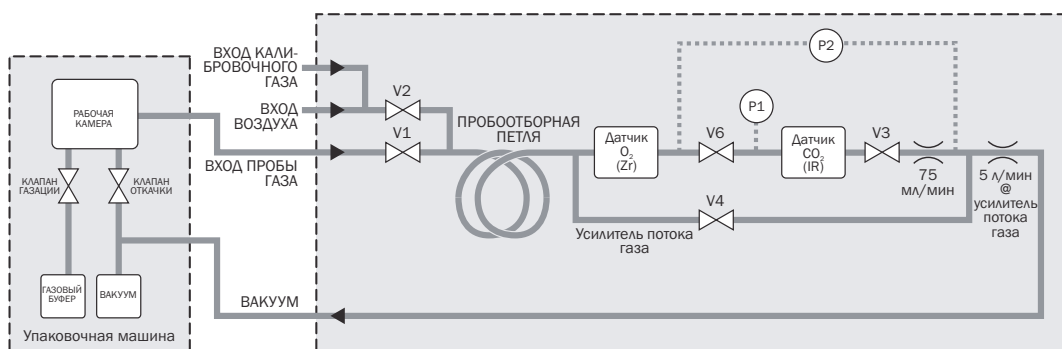 ВХОД КАЛИ-
БРОВОЧНОГО
ГАЗА
ВХОД
ВОЗДУХА
ВХОД ПРОБЫ
ГАЗА
V2
V1
ПРОБООТБОРНАЯ
ПЕТЛЯ
P2
P1
Датчик
O₂
(Zr)
V6
Датчик
CO₂
(IR)
V3
75
мл/мин
5 л/мин
@
усилитель
потока
газа
V4
Усилитель потока
газа
РАБОЧАЯ
КАМЕРА
КЛАПАН
ГАЗАЦИИ
КЛАПАН
ОТКАЧКИ
ГАЗОВЫЙ
БУФЕР
ВАКУУМ
ВАКУУМ
Упаковочная машина